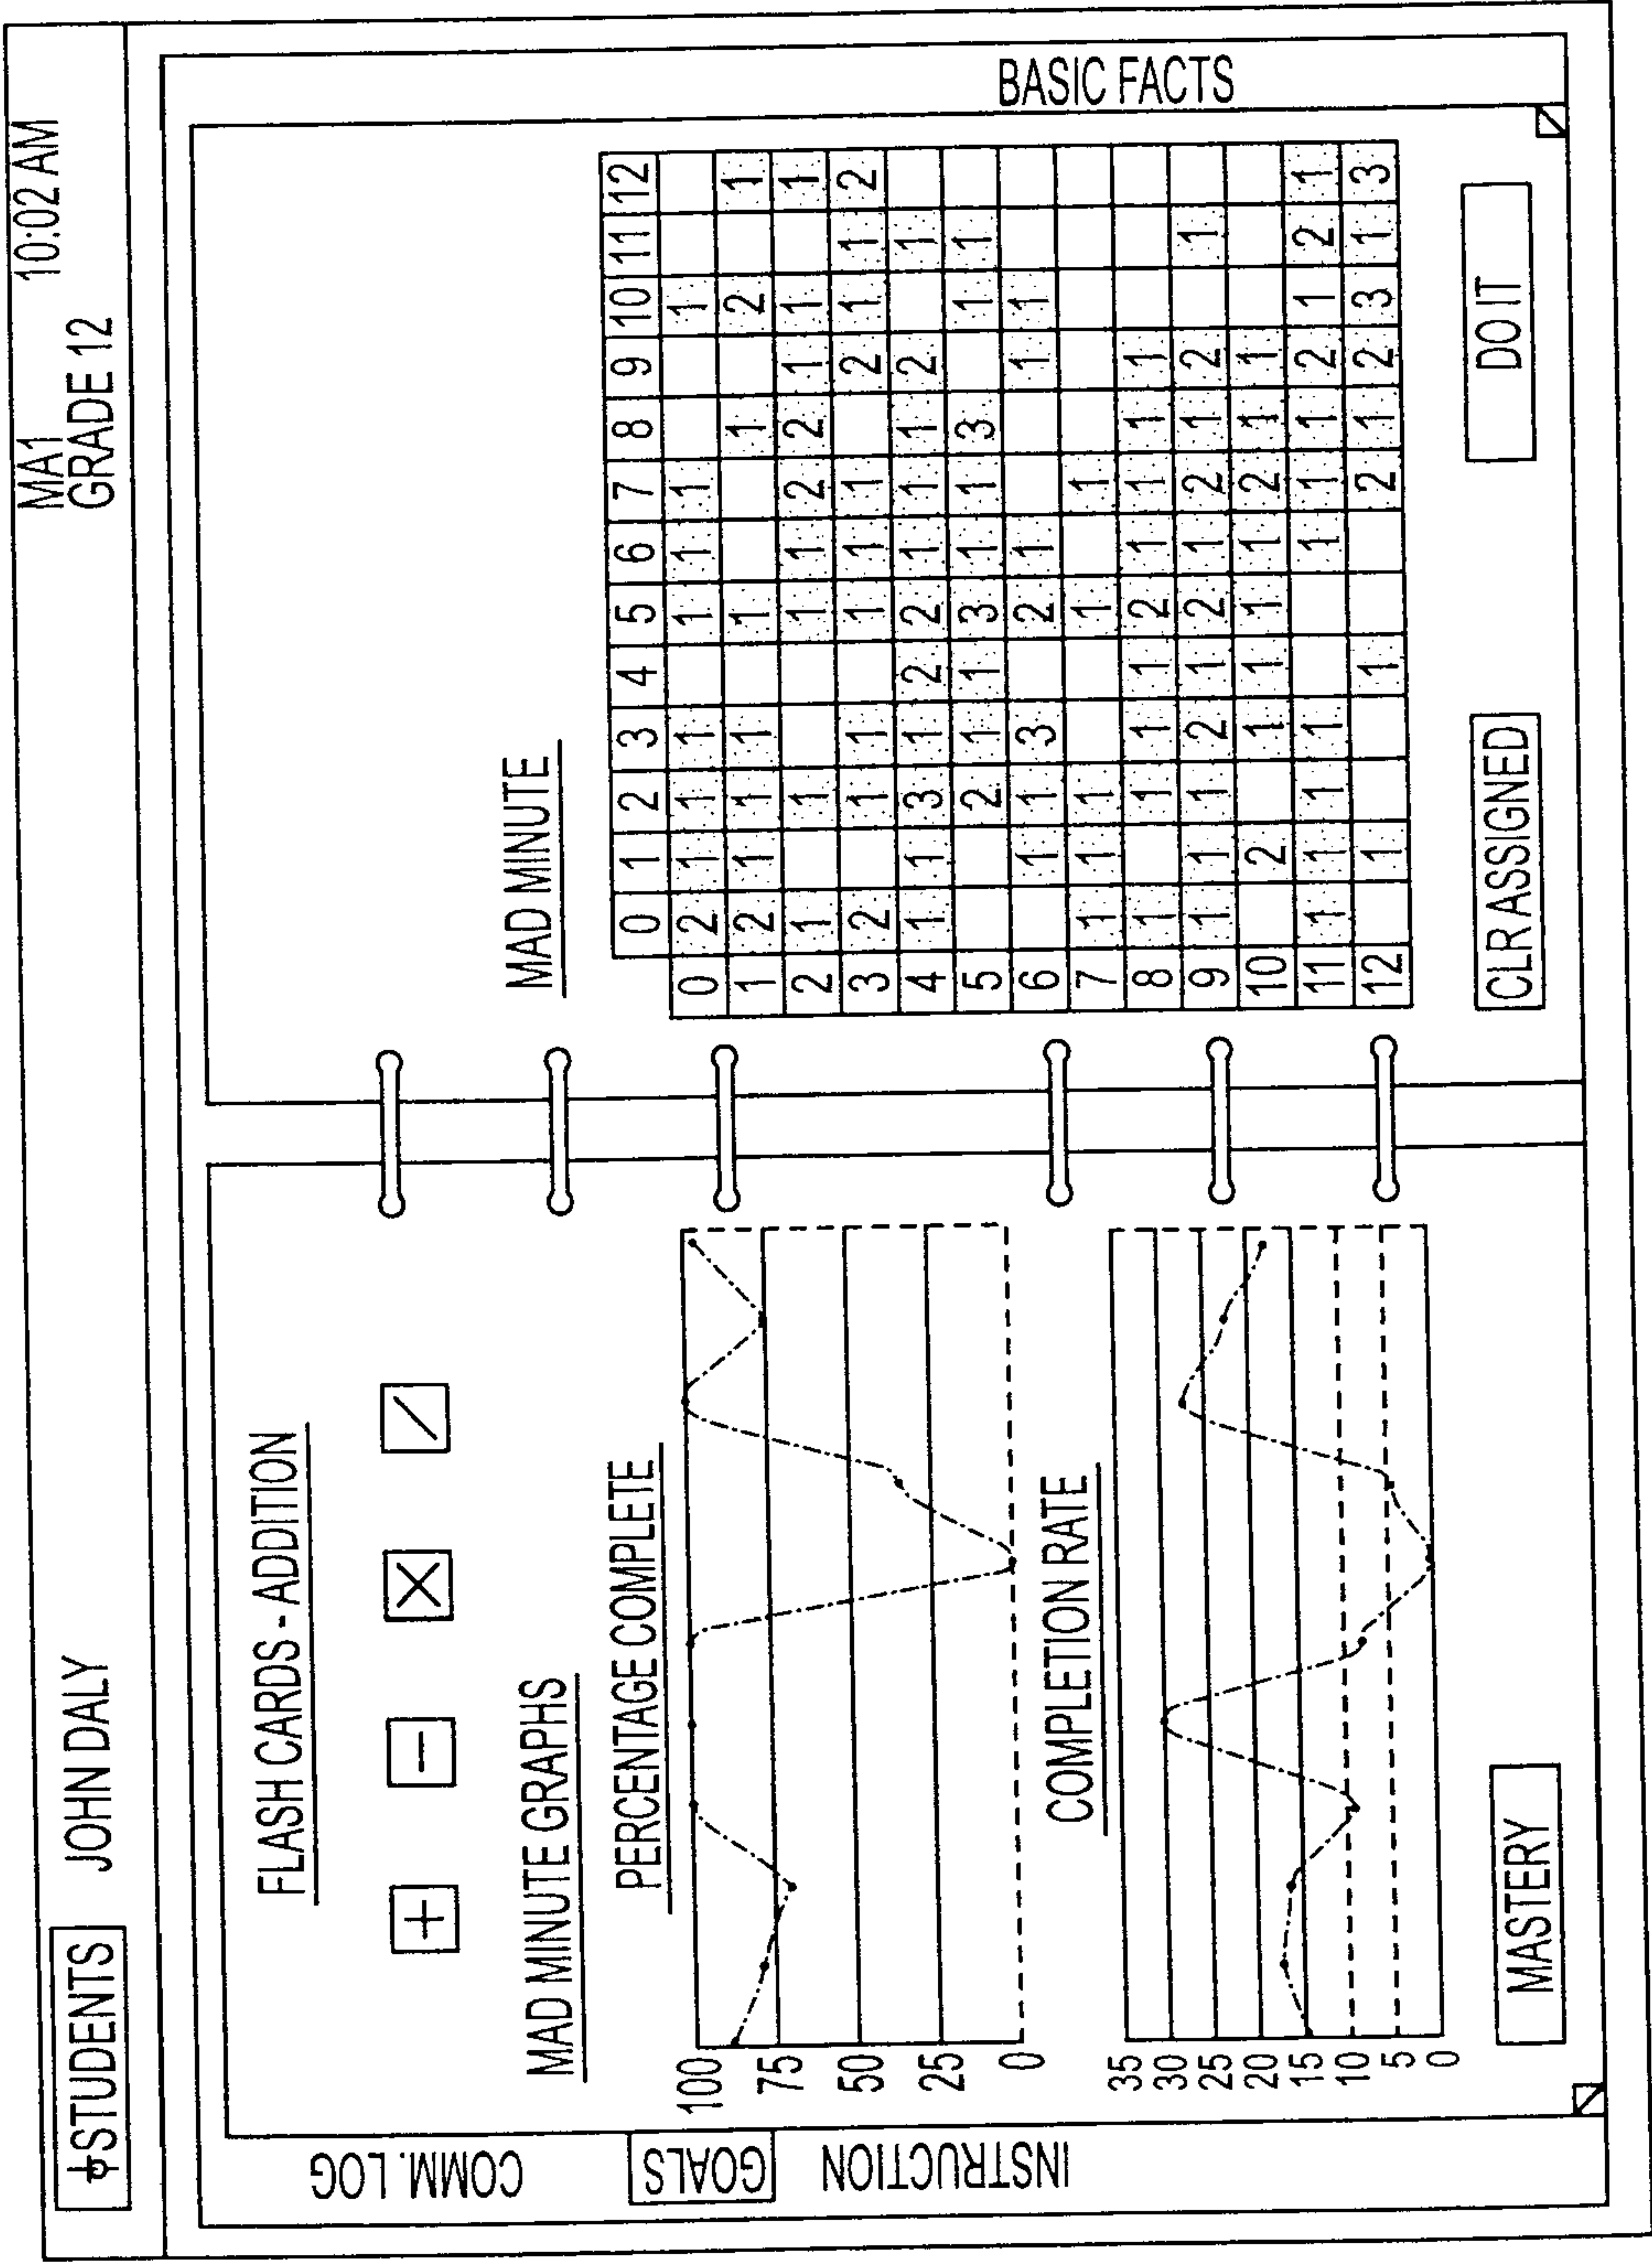 STUDENTS JOHN DALY MA1 10:02 AM
GRADE 12
COMM. LOG
GOALS
INSTRUCTION
FLASH CARDS - ADDITION
+ − X /
MAD MINUTE GRAPHS
PERCENTAGE COMPLETE
100
75
50
25
0
COMPLETION RATE
35
30
25
20
15
10
5
0
MASTERY
MAD MINUTE
0 1 2 3 4 5 6 7 8 9 10 11 12
0 2 1 1 1 1 1 1 1
1 2 1 1 1 1 1 2 1
2 1 1 1 1 2 2 1 1 1
3 2 1 1 1 1 1 2 1 1 2
4 1 1 3 1 2 2 1 1 1 2 1
5 2 1 1 3 1 1 3 1 1
6 1 1 3 2 1 1 1
7 1 1 1 1 1
8 1 1 1 1 2 1 1 1 1
9 1 1 1 2 1 2 1 2 1 2 1
10 2 1 1 1 1 2 1 1
11 1 1 1 1 1 1 1 2 1 2 1
12 1 1 2 1 2 3 1 3
CLR ASSIGNED
DO IT
BASIC FACTS